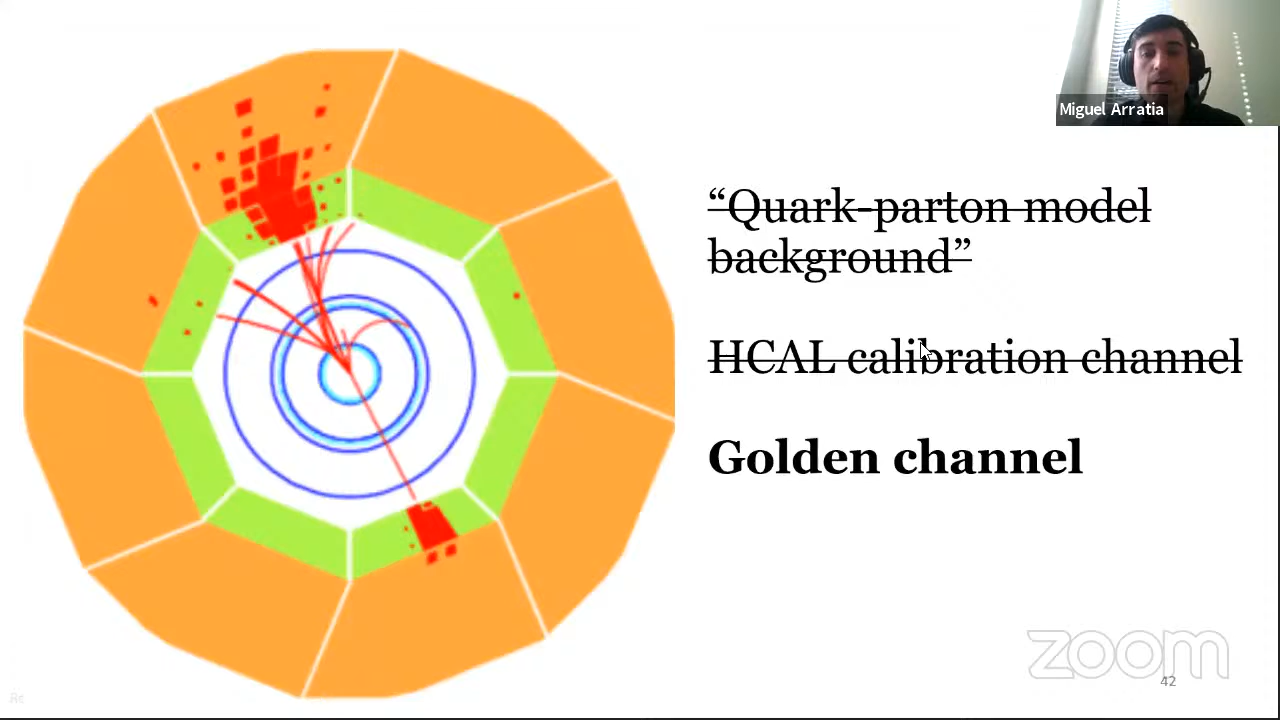 Miguel Arratia
“Quark-parton model
background”
HCAL calibration channel
Golden channel
zoom
42